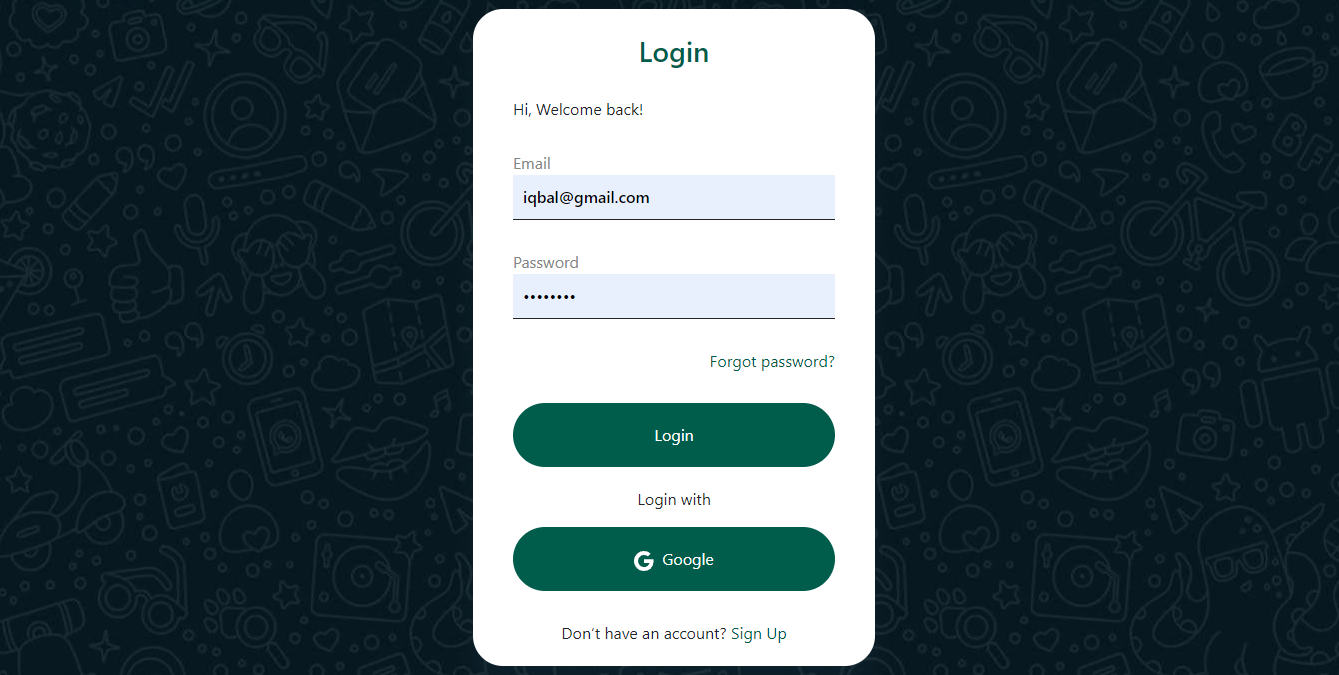 Login
Hi, Welcome back!
Email
iqbal@gmail.com
Password
••••••••
Forgot password?
Login
Login with
Google
Don't have an account? Sign Up